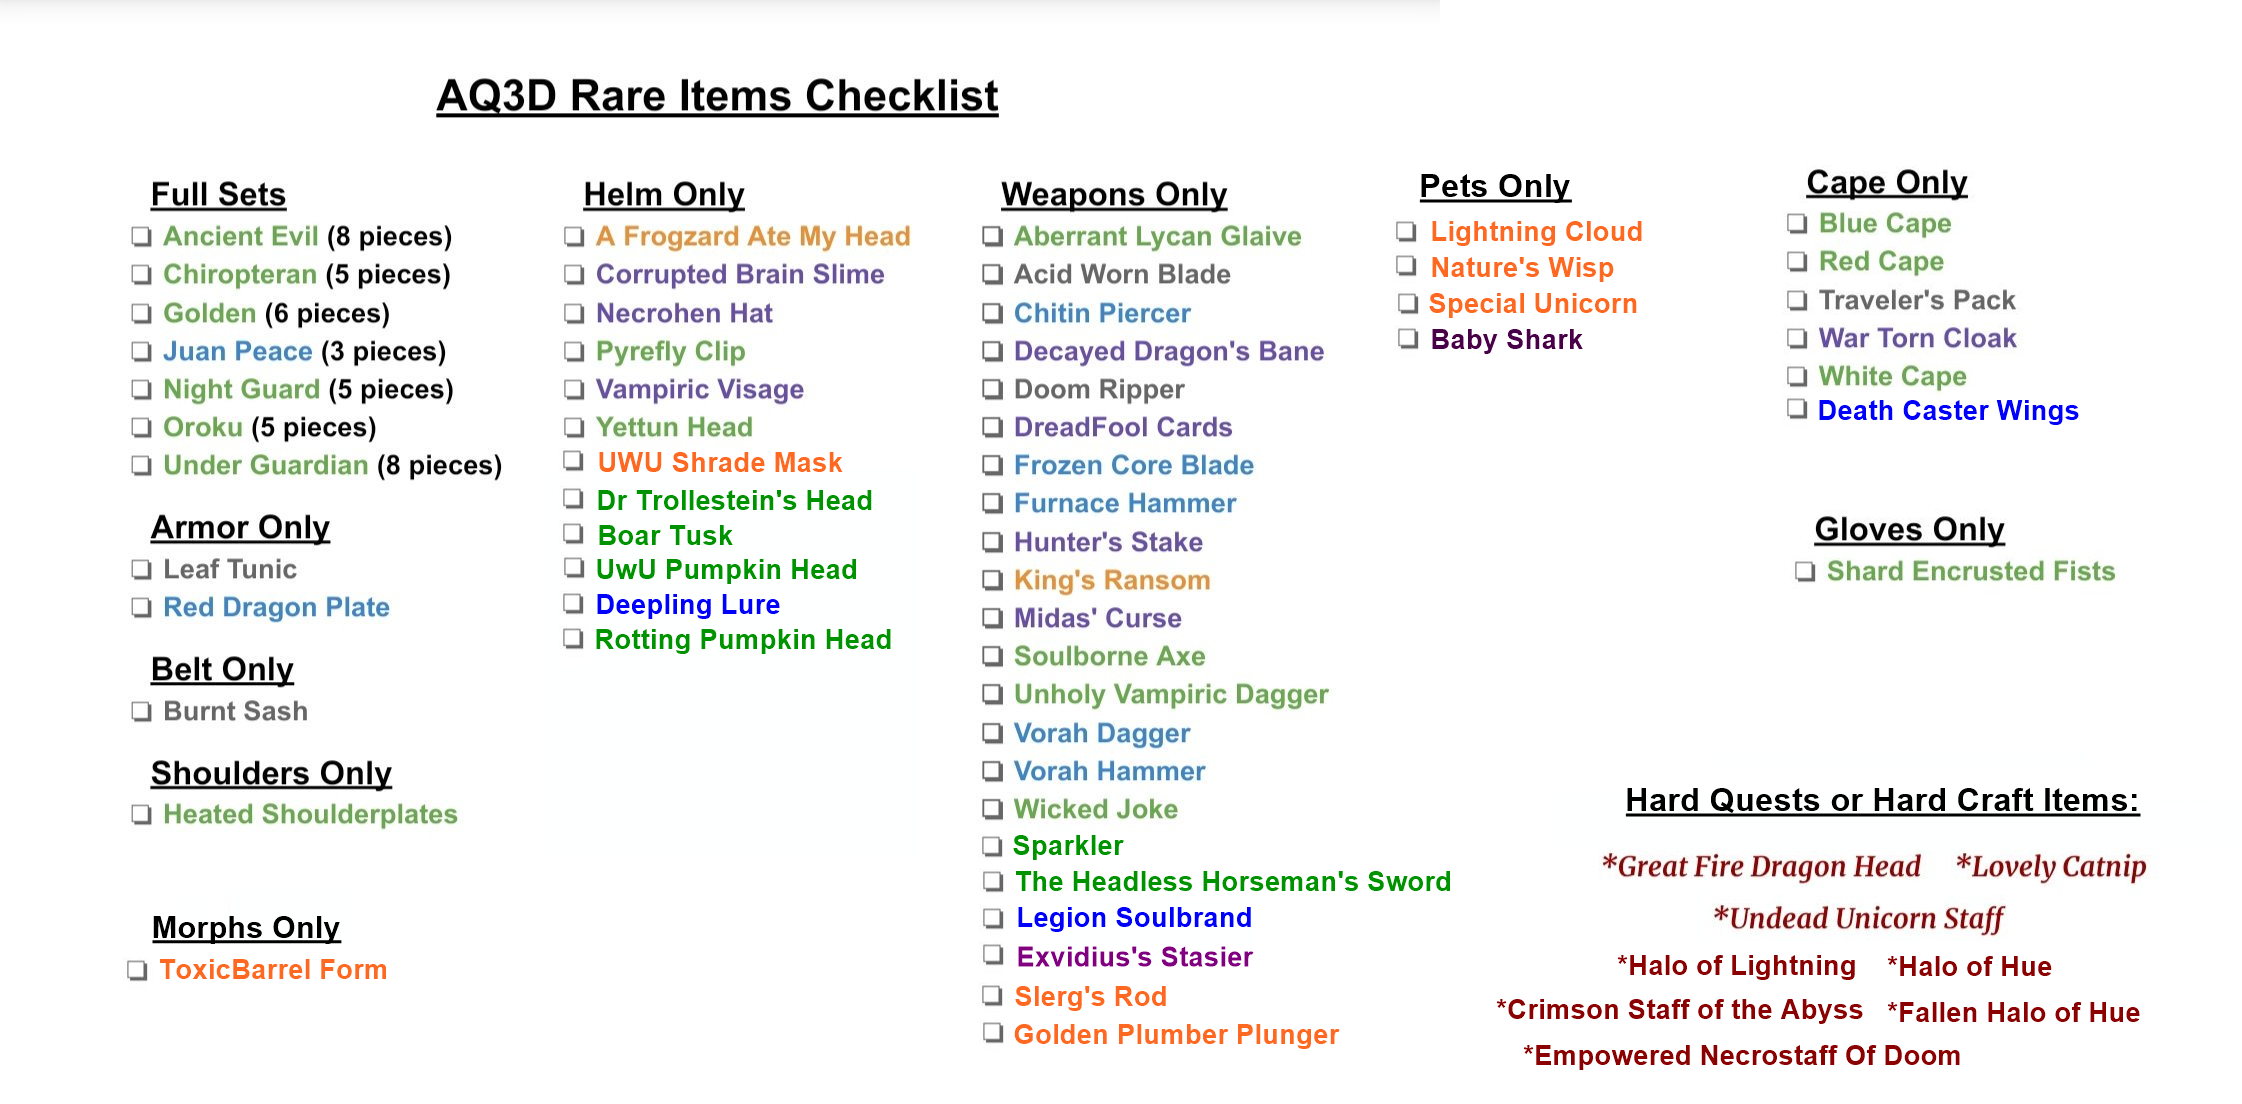 AQ3D Rare Items Checklist
Full Sets
Ancient Evil (8 pieces)
Chiropteran (5 pieces)
Golden (6 pieces)
Juan Peace (3 pieces)
Night Guard (5 pieces)
Oroku (5 pieces)
Under Guardian (8 pieces)
Armor Only
Leaf Tunic
Red Dragon Plate
Belt Only
Burnt Sash
Shoulders Only
Heated Shoulderplates
Morphs Only
ToxicBarrel Form
Helm Only
A Frogzard Ate My Head
Corrupted Brain Slime
Necrohen Hat
Pyrefly Clip
Vampiric Visage
Yettun Head
UWU Shrade Mask
Dr Trollestein's Head
Boar Tusk
UwU Pumpkin Head
Deepling Lure
Rotting Pumpkin Head
Weapons Only
Aberrant Lycan Glaive
Acid Worn Blade
Chitin Piercer
Decayed Dragon's Bane
Doom Ripper
DreadFool Cards
Frozen Core Blade
Furnace Hammer
Hunter's Stake
King's Ransom
Midas' Curse
Soulborne Axe
Unholy Vampiric Dagger
Vorah Dagger
Vorah Hammer
Wicked Joke
Sparkler
The Headless Horseman's Sword
Legion Soulbrand
Exvidius's Stasier
Slerg's Rod
Golden Plumber Plunger
Pets Only
Lightning Cloud
Nature's Wisp
Special Unicorn
Baby Shark
Cape Only
Blue Cape
Red Cape
Traveler's Pack
War Torn Cloak
White Cape
Death Caster Wings
Gloves Only
Shard Encrusted Fists
Hard Quests or Hard Craft Items:
*Great Fire Dragon Head *Lovely Catnip
*Undead Unicorn Staff
*Halo of Lightning *Halo of Hue
*Crimson Staff of the Abyss *Fallen Halo of Hue
*Empowered Necrostaff Of Doom